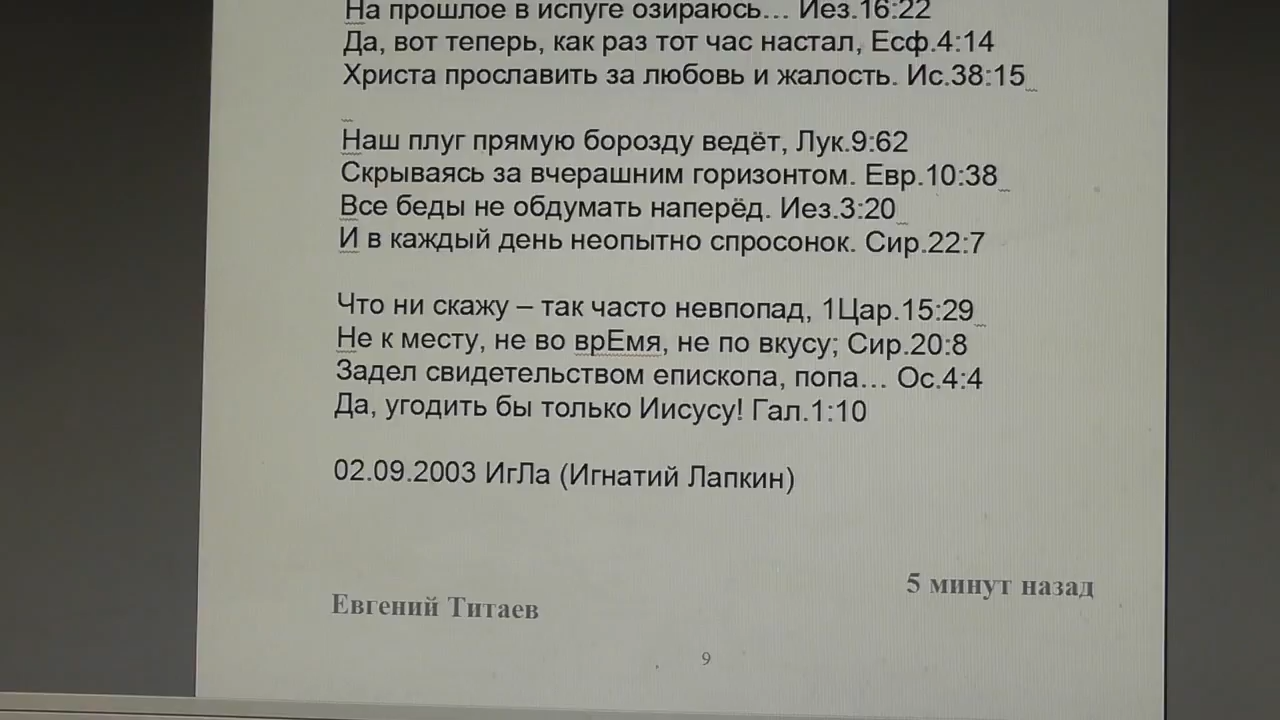 На прошлое в испуге озираюсь… Иез.16:22
Да, вот теперь, как раз тот час настал, Есф.4:14
Христа прославить за любовь и жалость. Ис.38:15
Наш плуг прямую борозду ведёт, Лук.9:62
Скрываясь за вчерашним горизонтом. Евр.10:38
Все беды не обдумать наперёд. Иез.3:20
И в каждый день неопытно спросонок. Сир.22:7
Что ни скажу – так часто невпопад, 1Цар.15:29
Не к месту, не во врЕмя, не по вкусу; Сир.20:8
Задел свидетельством епископа, попа… Ос.4:4
Да, угодить бы только Иисусу! Гал.1:10
02.09.2003 ИгЛа (Игнатий Лапкин)
5 минут назад
Евгений Титаев
9